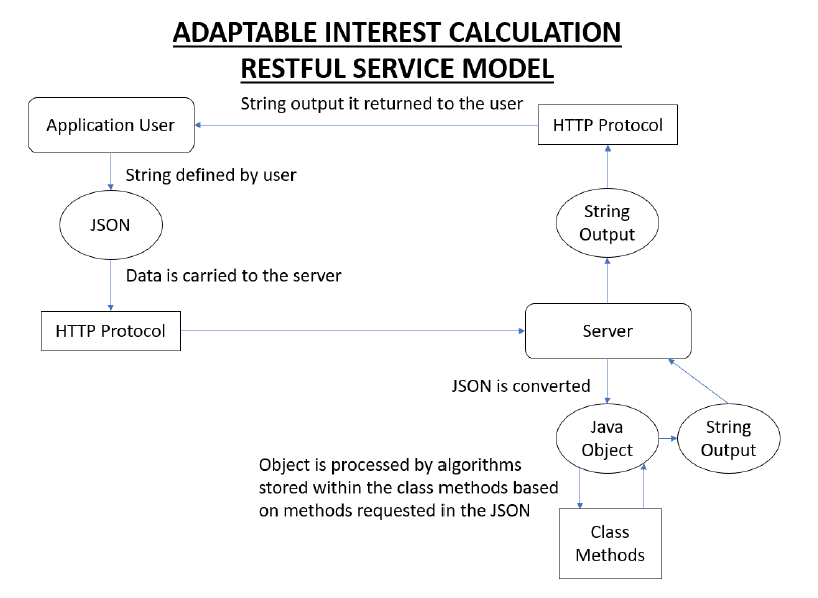 ADAPTABLE INTEREST CALCULATION
RESTFUL SERVICE MODEL
String output it returned to the user
Application User
HTTP Protocol
String defined by user
JSON
String
Output
Data is carried to the server
HTTP Protocol
Server
JSON is converted
Java
Object
String
Output
Object is processed by algorithms
stored within the class methods based
on methods requested in the JSON
Class
Methods